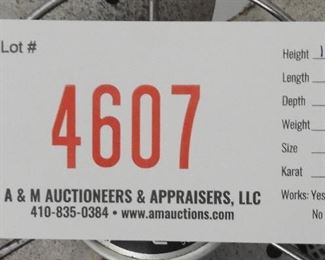 Lot #
4607
A & M AUCTIONEERS & APPRAISERS, LLC
410-835-0384 • www.amauctions.com
Height
Length
Depth
Weight
Size
Karat
Works: Yes
No